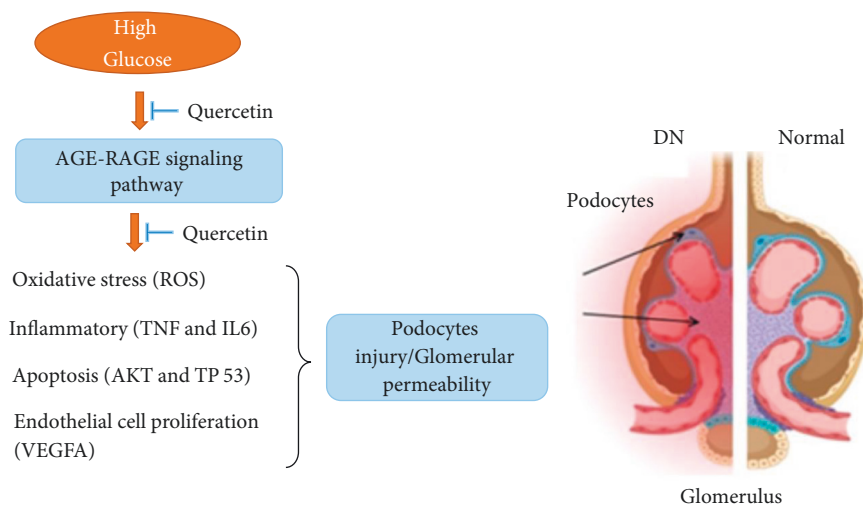 High
Glucose
Quercetin
AGE-RAGE signaling
pathway
Quercetin
Oxidative stress (ROS)
Inflammatory (TNF and IL6)
Apoptosis (AKT and TP 53)
Endothelial cell proliferation
(VEGFA)
Podocytes
injury/Glomerular
permeability
DN
Normal
Podocytes
Glomerulus